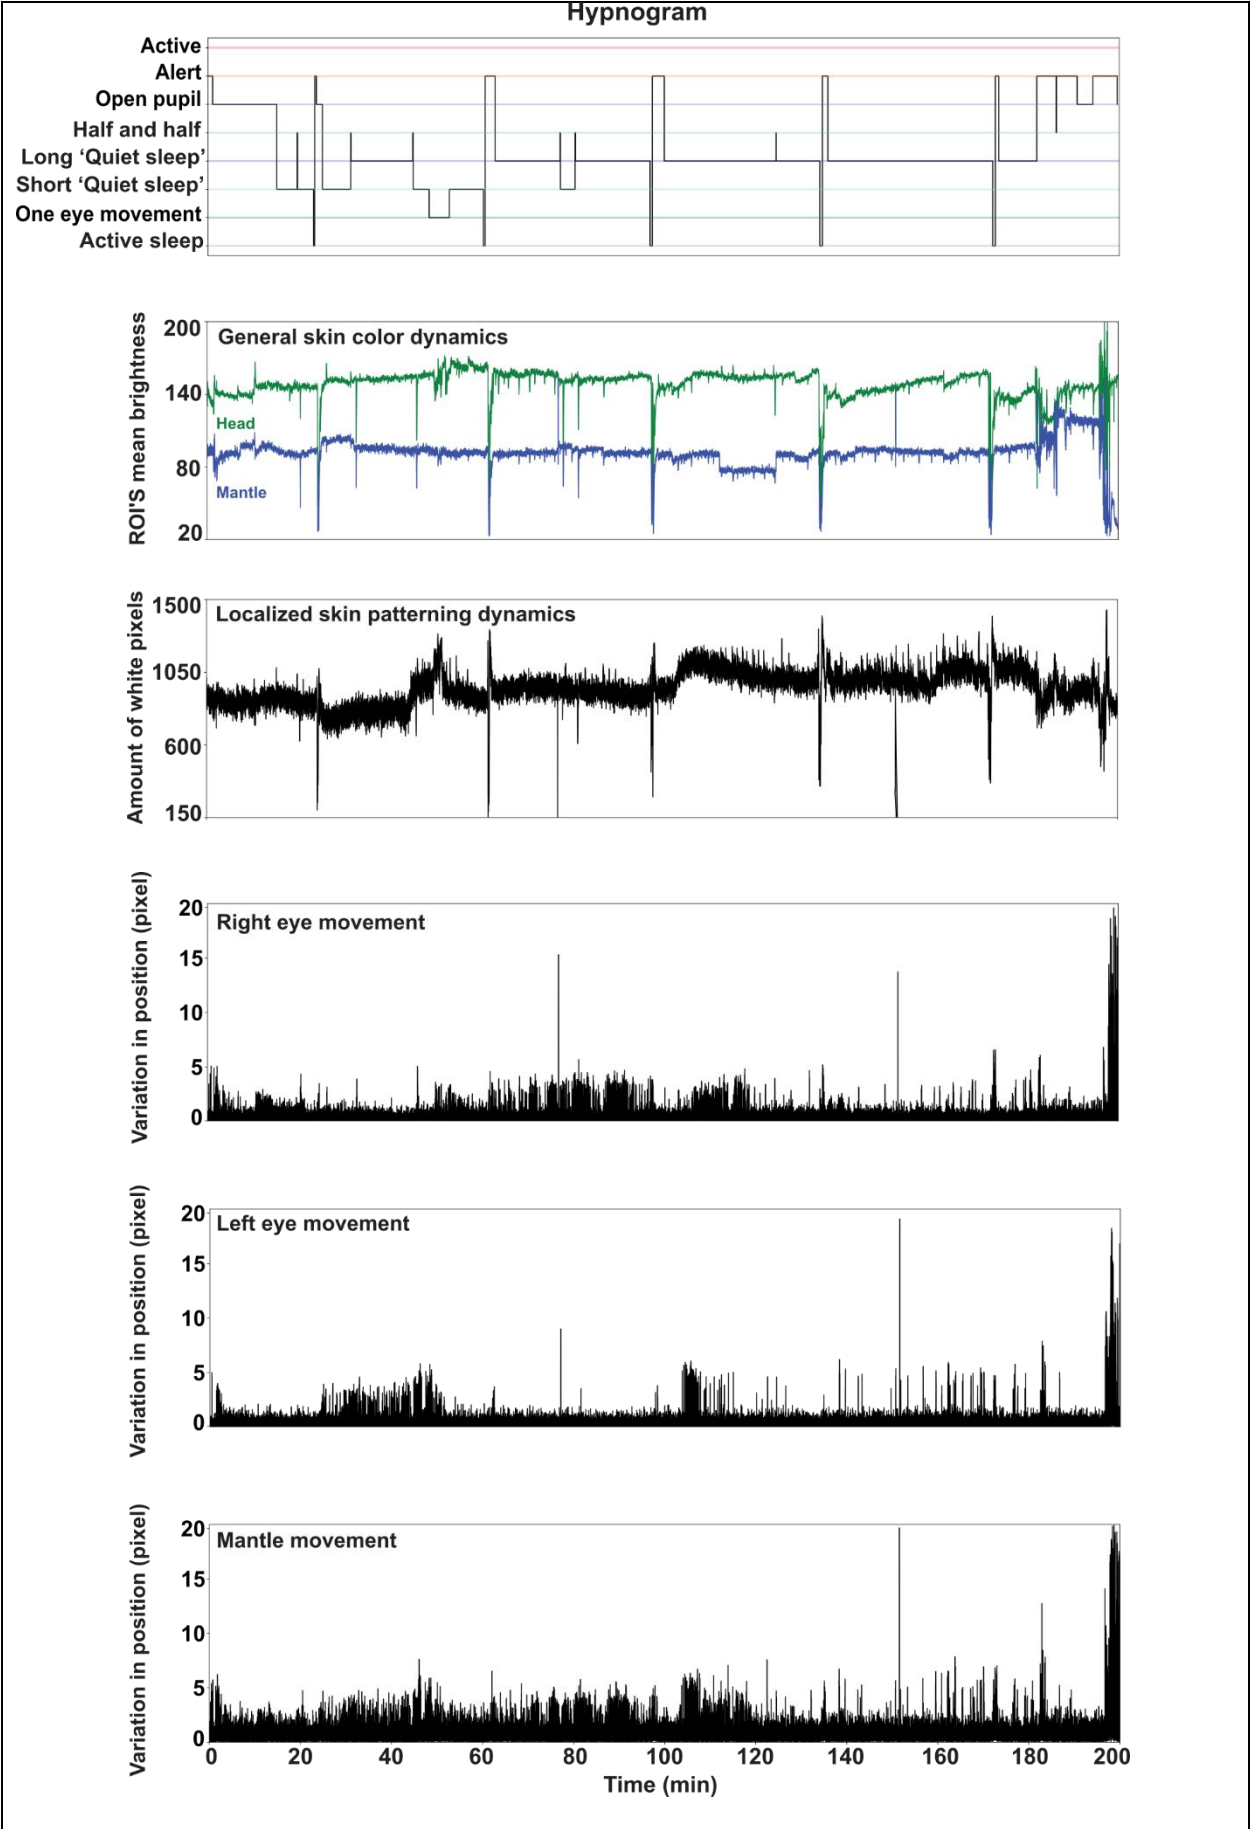 Hypnogram
Active
Alert
Open pupil
Half and half
Long ‘Quiet sleep’
Short ‘Quiet sleep’
One eye movement
Active sleep
ROI'S mean brightness
200
140
80
20
General skin color dynamics
Head
Mantle
Amount of white pixels
1500
1050
600
150
Localized skin patterning dynamics
Variation in position (pixel)
20
15
10
5
0
Right eye movement
Variation in position (pixel)
20
15
10
5
0
Left eye movement
Variation in position (pixel)
20
15
10
5
0
Mantle movement
0 20 40 60 80 100 120 140 160 180 200
Time (min)